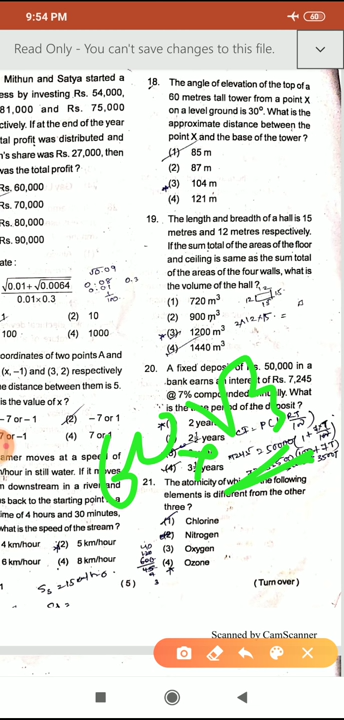 9:54 PM
60
Read Only - You can't save changes to this file.
Mithun and Satya started a
ess by investing Rs. 54,000,
81,000 and Rs. 75,000
ctively. If at the end of the year
tal profit was distributed and
n's share was Rs. 27,000, then
was the total profit ?
Rs. 60,000
Rs. 70,000
Rs. 80,000
Rs. 90,000
ate :
√0.01+√0.0064
0.01×0.3
(2) 10
100 (4) 1000
oordinates of two points A and
(x, −1) and (3, 2) respectively
e distance between them is 5.
is the value of x ?
−7 or 1 (2) −7 or 1
7 or −1 (4) 7 or 1
amer moves at a speed of
/hour in still water. If it moves
m downstream in a river and
s back to the starting point
me of 4 hours and 30 minutes,
what is the speed of the stream ?
4 km/hour (2) 5 km/hour
6 km/hour (4) 8 km/hour
(5)
18. The angle of elevation of the top of a
60 metres tall tower from a point X
on a level ground is 30°. What is the
approximate distance between the
point X and the base of the tower ?
(1) 85 m
(2) 87 m
(3) 104 m
(4) 121 m
19. The length and breadth of a hall is 15
metres and 12 metres respectively.
If the sum total of the areas of the floor
and ceiling is same as the sum total
of the areas of the four walls, what is
the volume of the hall ?
(1) 720 m³
(2) 900 m³
(3) 1200 m³
(4) 1440 m³
20. A fixed deposit of Rs. 50,000 in a
bank earns an interest of Rs. 7,245
@ 7% compounded annually. What
is the time period of the deposit ?
(1) 2 years
21. The atomicity of which the following
elements is different from the other
three ?
(1) Chlorine
(2) Nitrogen
(3) Oxygen
(4) Ozone
(Turn over)
60√3
Scanned by CamScanner